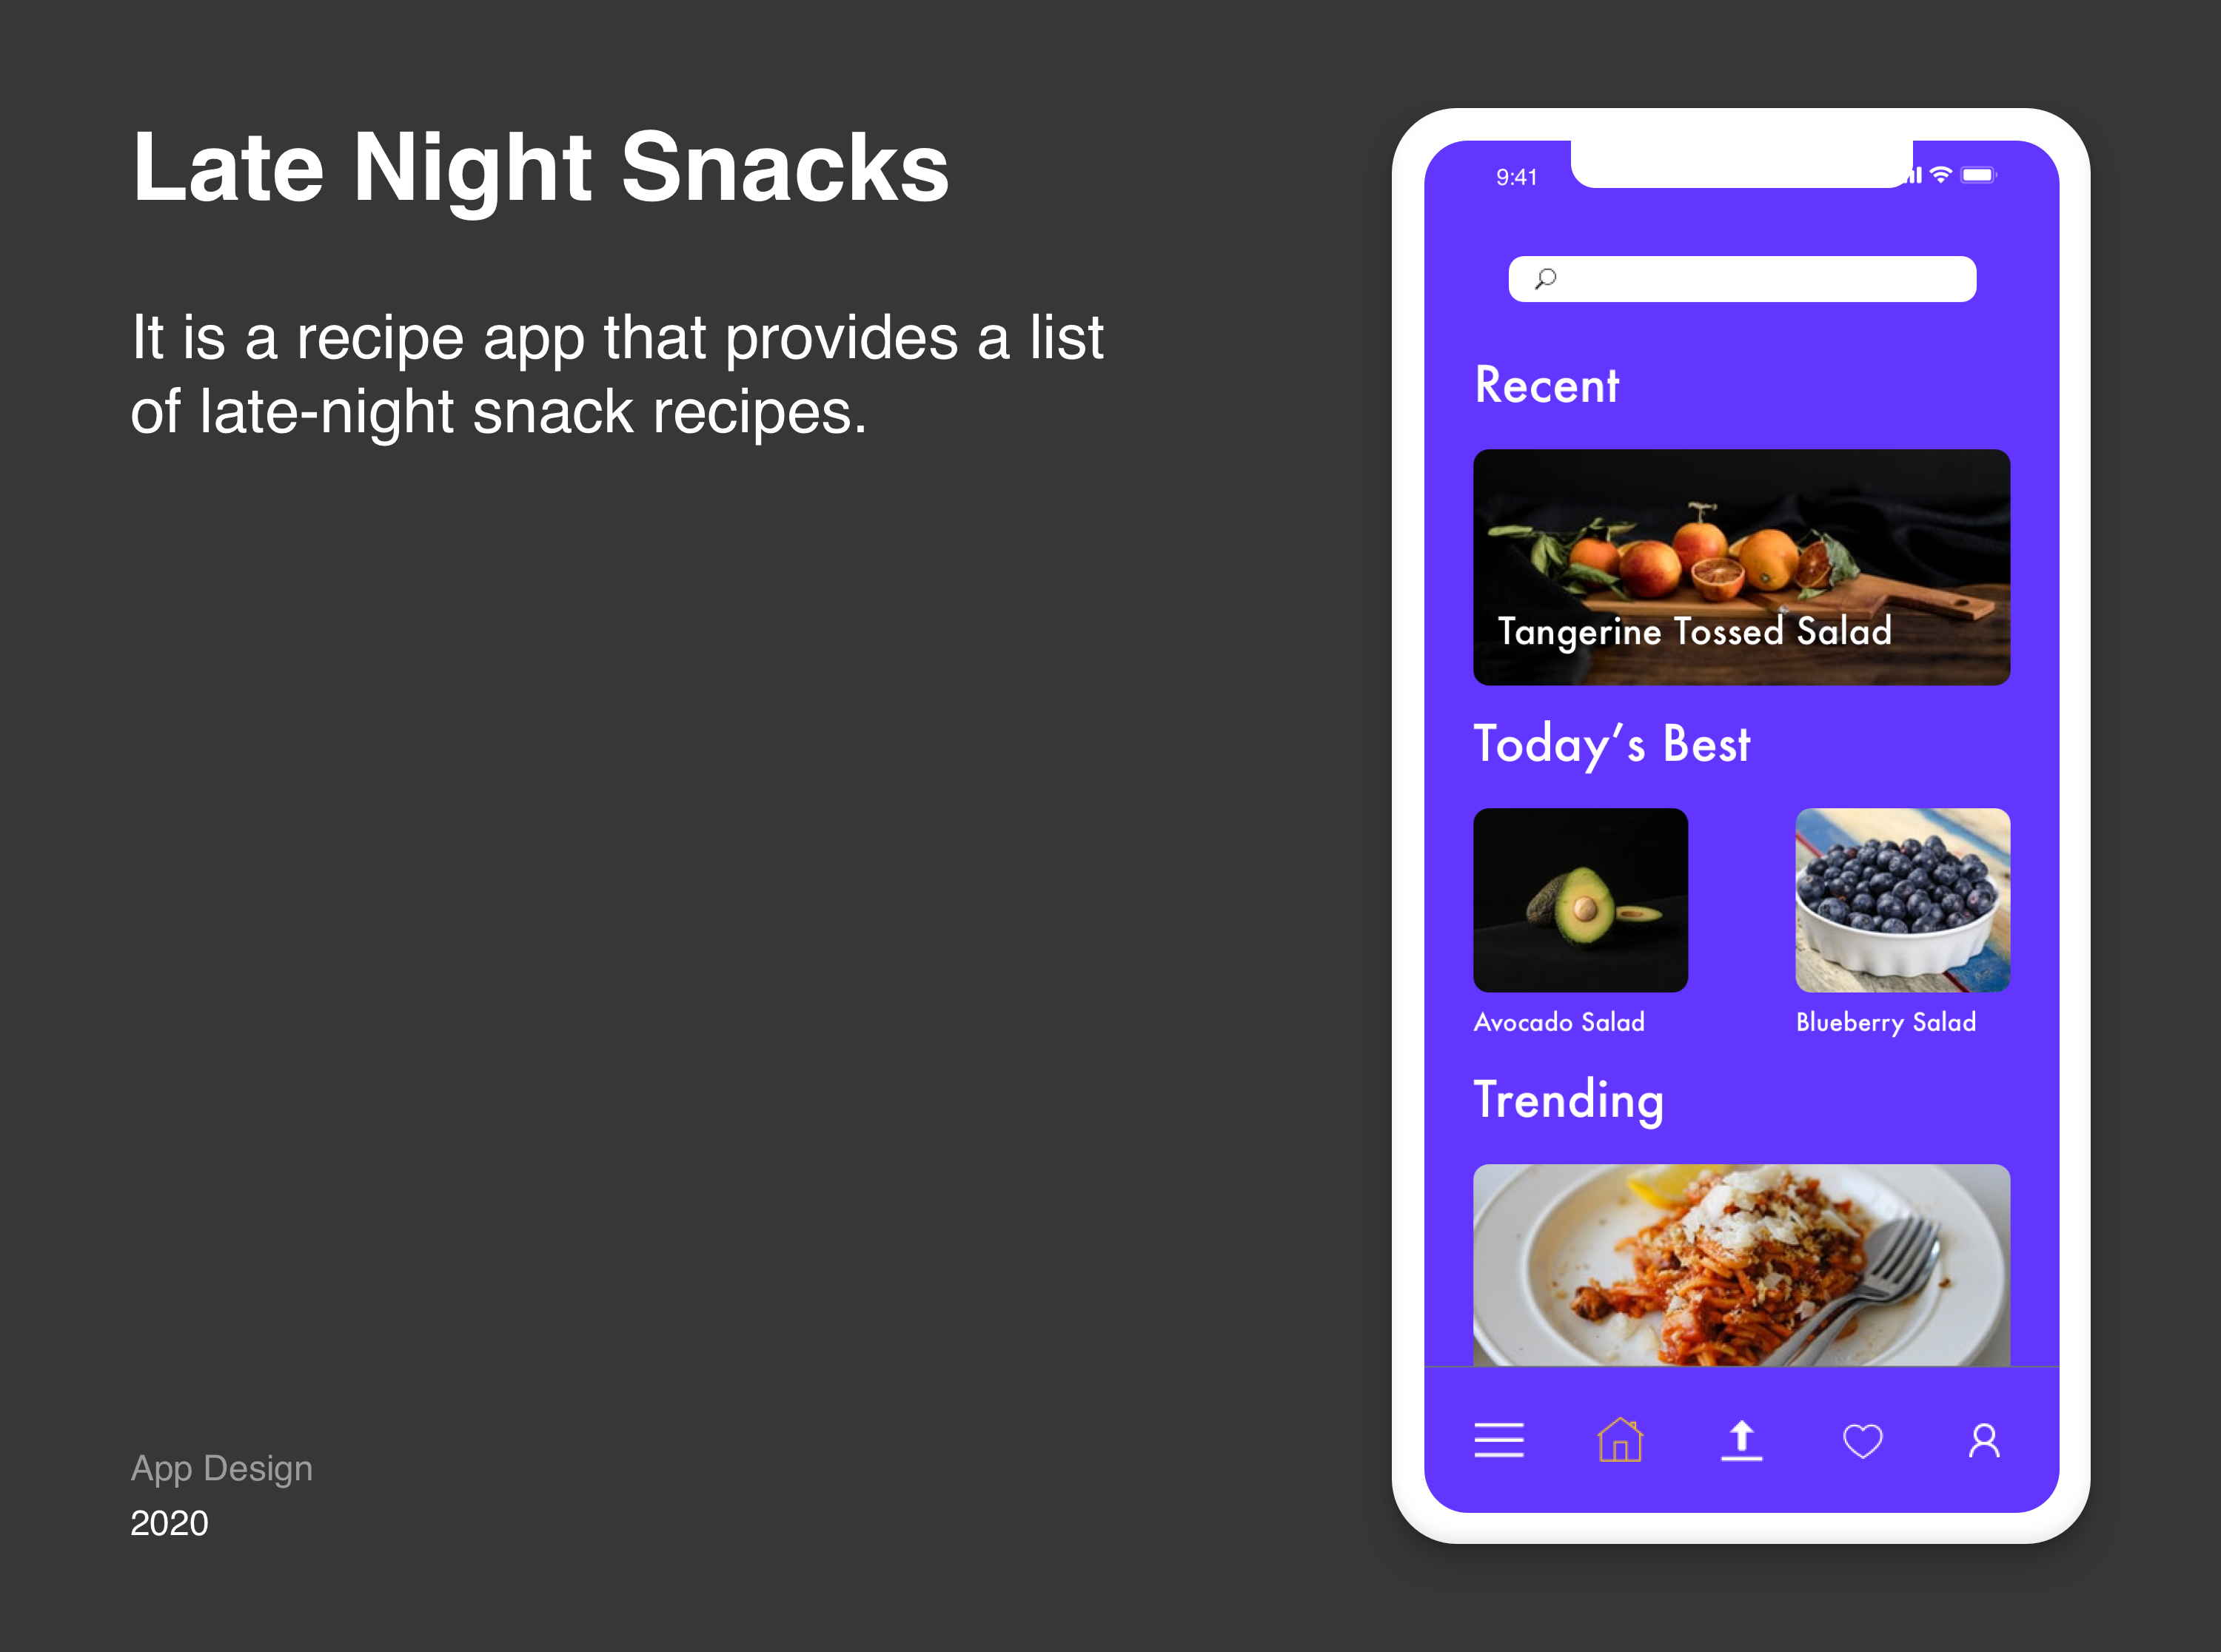 Late Night Snacks
It is a recipe app that provides a list
of late-night snack recipes.
App Design
2020
9:41
Recent
Tangerine Tossed Salad
Today’s Best
Avocado Salad
Blueberry Salad
Trending